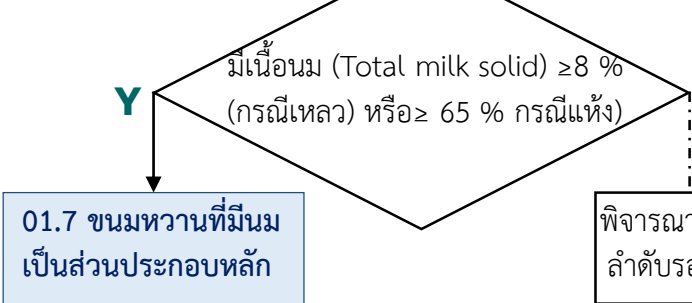 มีเนื้อนม (Total milk solid) ≥8 %
(กรณีเหลว) หรือ≥ 65 % กรณีแห้ง)
Y
01.7 ขนมหวานที่มีนม
เป็นส่วนประกอบหลัก
พิจารณา
ลำดับ